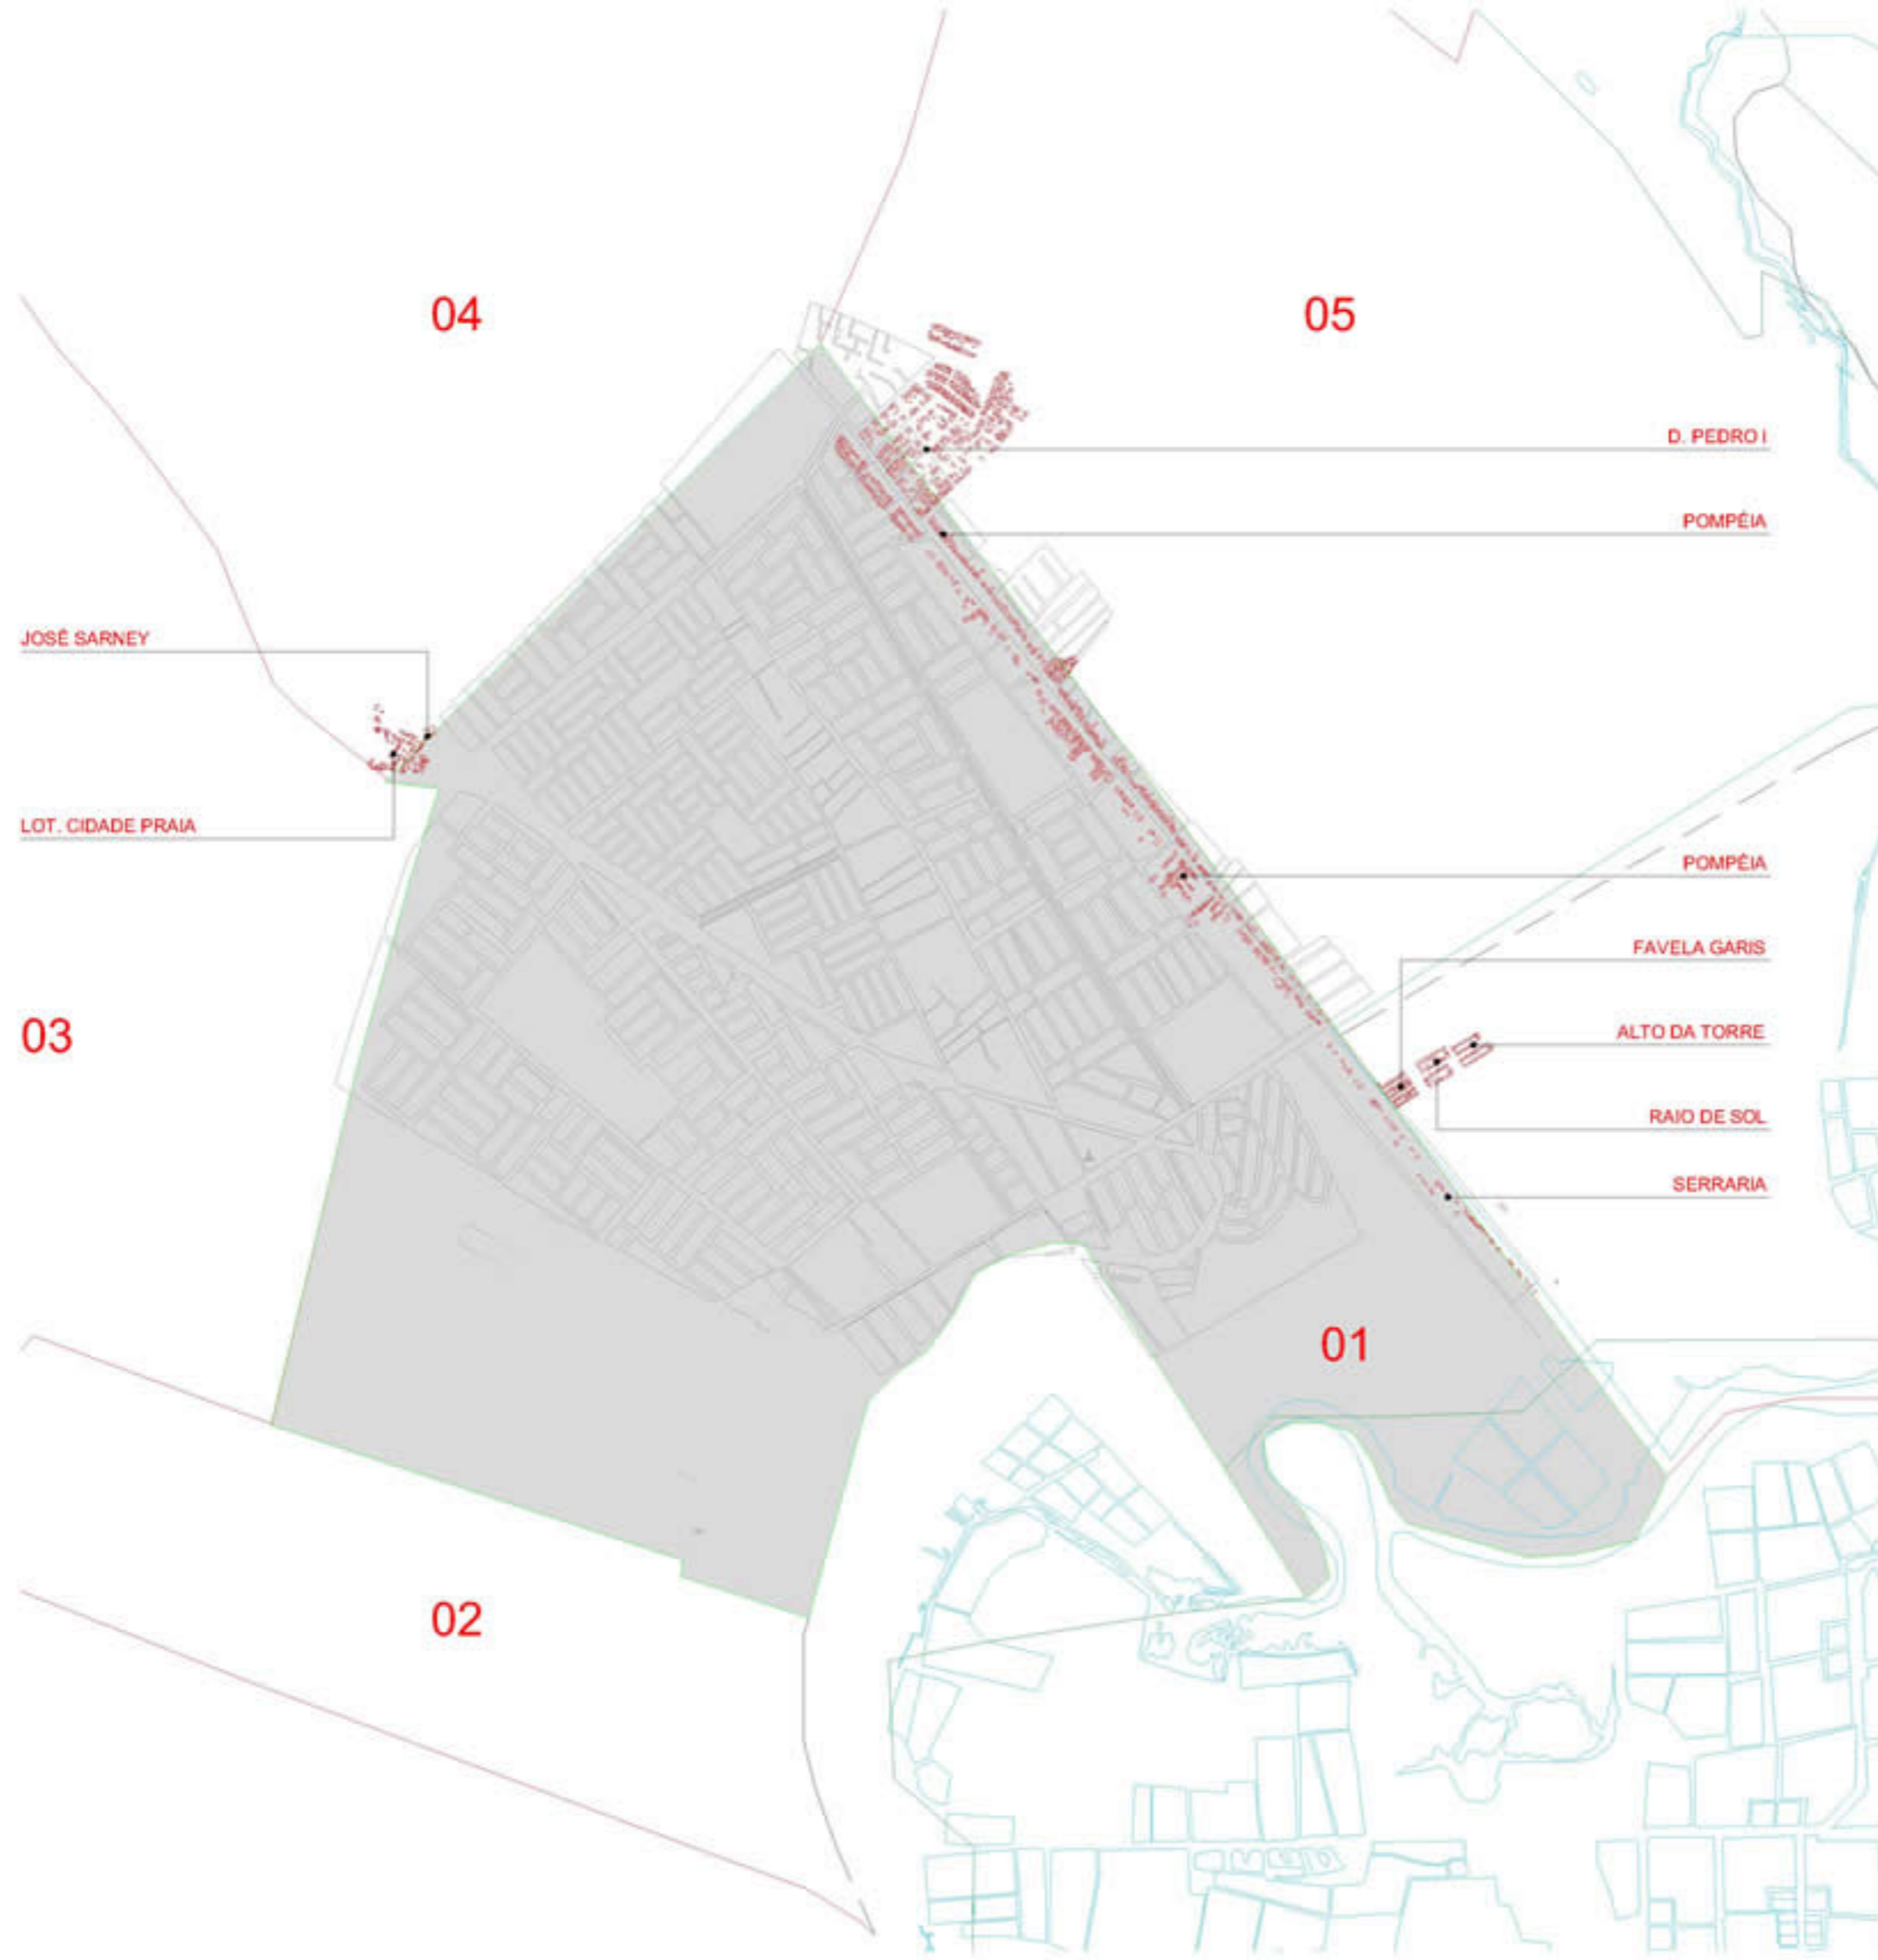 04
05
D. PEDRO I
POMPÉIA
JOSÉ SARNEY
LOT. CIDADE PRAIA
POMPÉIA
FAVELA GARIS
03
ALTO DA TORRE
RAIO DE SOL
SERRARIA
01
02